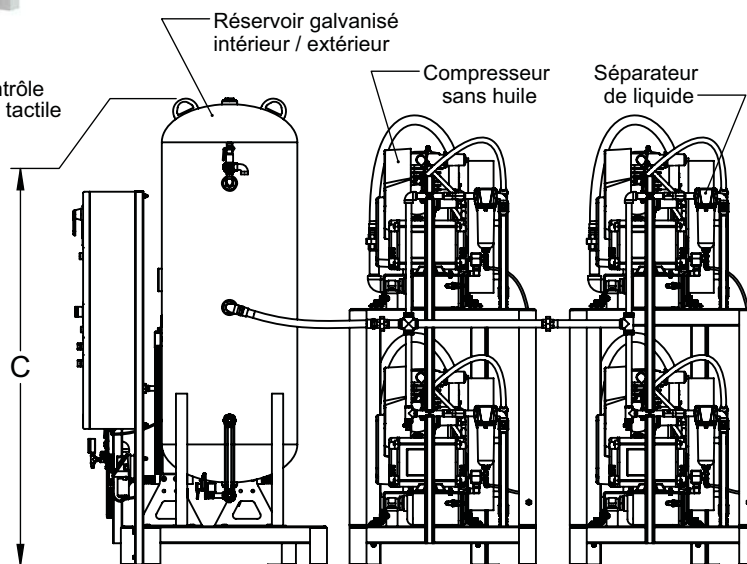 Réservoir galvanisé
intérieur / extérieur
Compresseur
sans huile
Séparateur
de liquide
tactile
C